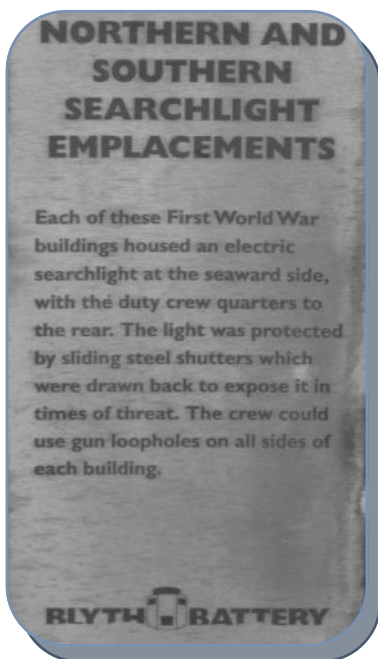 NORTHERN AND
SOUTHERN
SEARCHLIGHT
EMPLACEMENTS
Each of these First World War
buildings housed an electric
searchlight at the seaward side,
with the duty crew quarters to
the rear. The light was protected
by sliding steel shutters which
were drawn back to expose it in
times of threat. The crew could
use gun loopholes on all sides of
each building.
BLYTH BATTERY